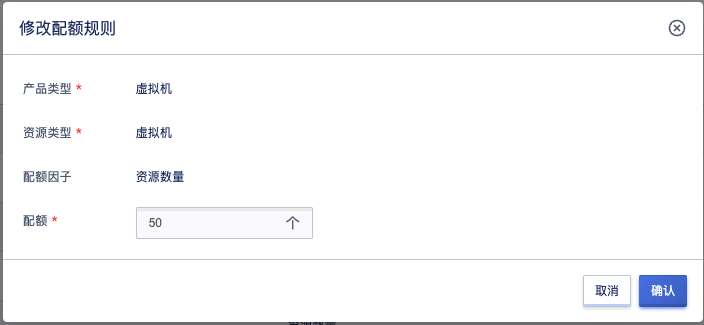 修改配额规则
产品类型 * 虚拟机
资源类型 * 虚拟机
配额因子 资源数量
配额 * 50 个
取消 确认